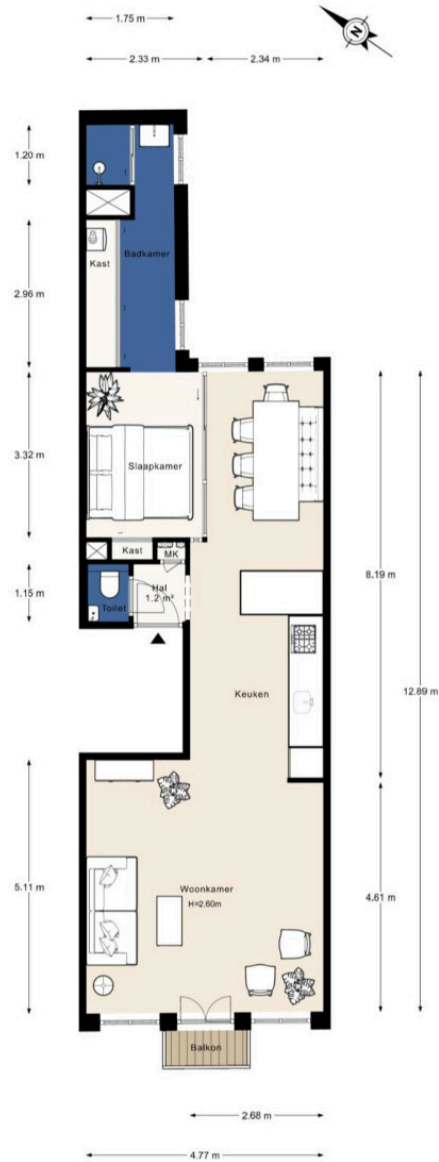 1.75 m
2.33 m
2.34 m
N
1.20 m
Badkamer
Kast
2.96 m
3.32 m
Slaapkamer
Kast
MK
Hal
1.2 m²
1.15 m
Toilet
8.19 m
Keuken
12.89 m
5.11 m
Woonkamer
H=2.60m
4.61 m
Balkon
2.68 m
4.77 m